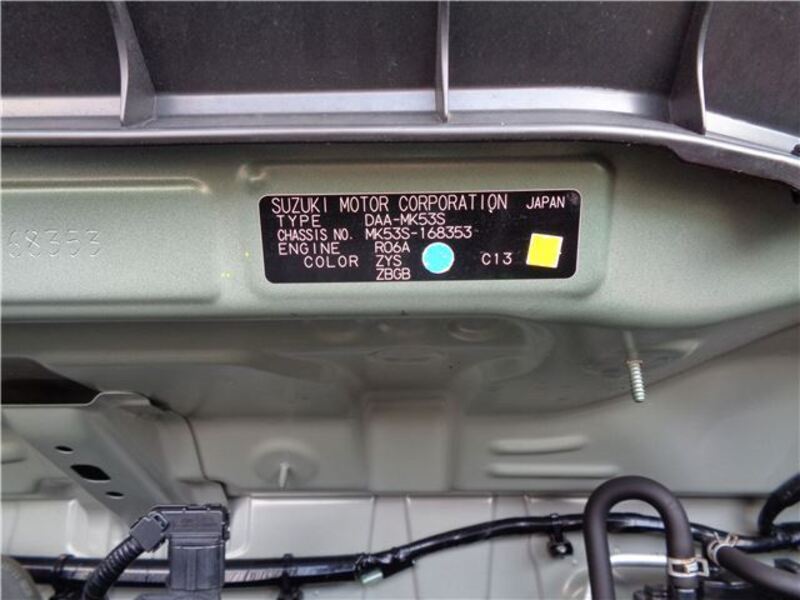 SUZUKI MOTOR CORPORATION JAPAN
TYPE DAA-MK53S
CHASSIS NO. MK53S-168353
ENGINE R06A
COLOR ZYS C13
ZBGB
68353